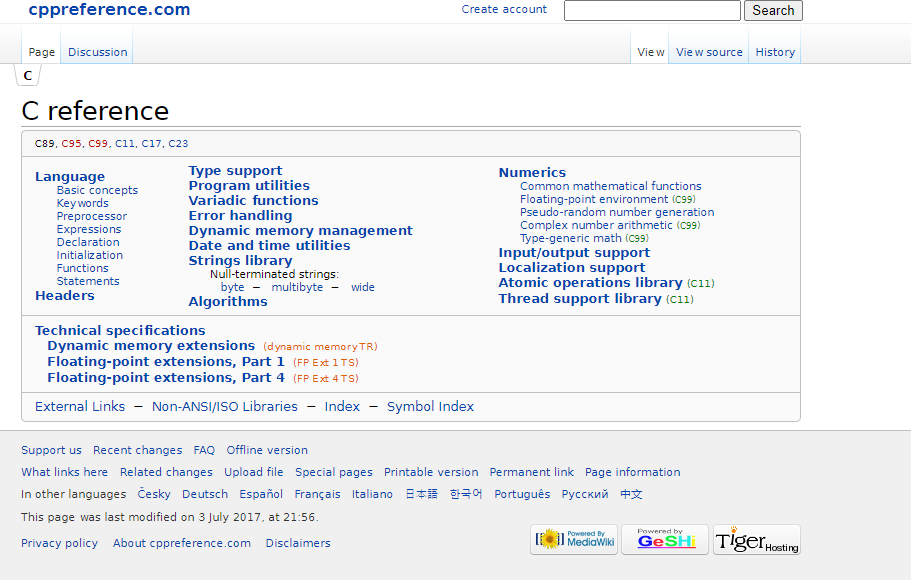 cppreference.com Create account Search
Page Discussion View View source History
C
C reference
C89, C95, C99, C11, C17, C23
Language
Basic concepts
Keywords
Preprocessor
Expressions
Declaration
Initialization
Functions
Statements
Headers
Type support
Program utilities
Variadic functions
Error handling
Dynamic memory management
Date and time utilities
Strings library
Null-terminated strings:
byte − multibyte − wide
Algorithms
Numerics
Common mathematical functions
Floating-point environment (C99)
Pseudo-random number generation
Complex number arithmetic (C99)
Type-generic math (C99)
Input/output support
Localization support
Atomic operations library (C11)
Thread support library (C11)
Technical specifications
Dynamic memory extensions (dynamic memory TR)
Floating-point extensions, Part 1 (FP Ext 1 TS)
Floating-point extensions, Part 4 (FP Ext 4 TS)
External Links − Non-ANSI/ISO Libraries − Index − Symbol Index
Support us Recent changes FAQ Offline version
What links here Related changes Upload file Special pages Printable version Permanent link Page information
In other languages Česky Deutsch Español Français Italiano 日本語 한국어 Português Русский 中文
This page was last modified on 3 July 2017, at 21:56.
Privacy policy About cppreference.com Disclaimers
Powered By
MediaWiki
Powered by
GeSHi
Tiger Hosting